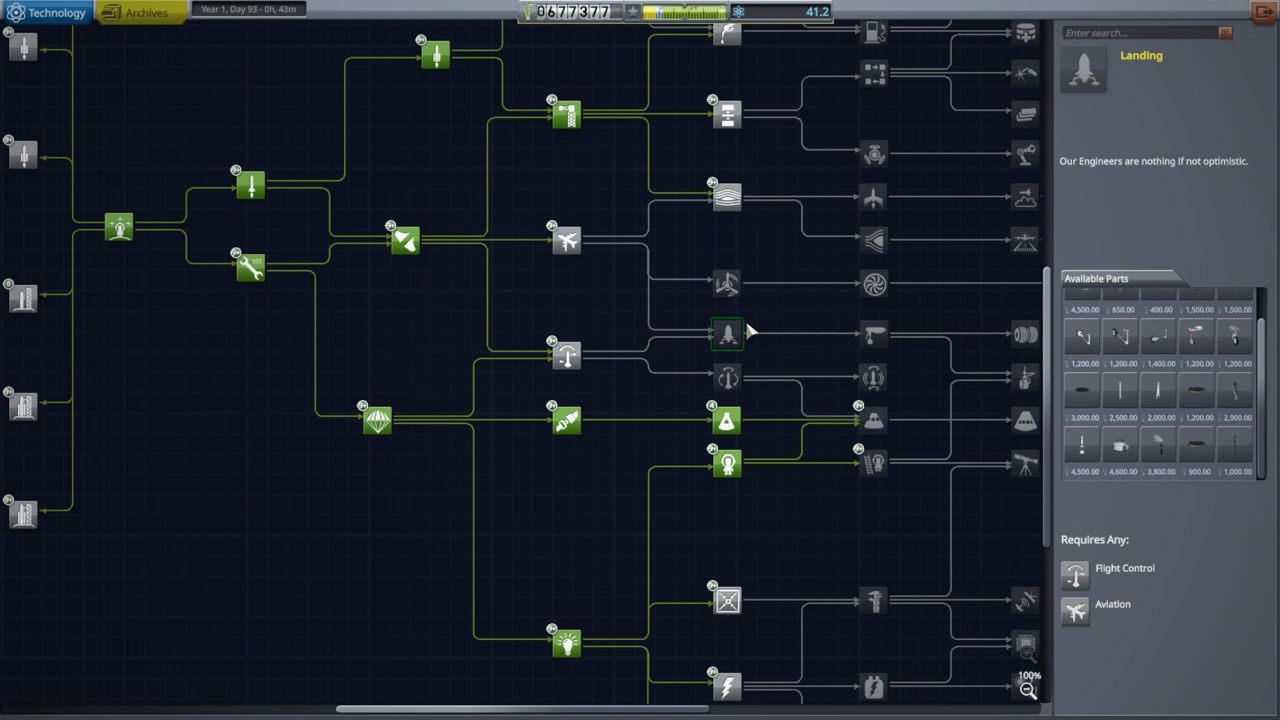 Technology
Archives
Year 1, Day 93 - 0h, 43m
0677377
41.2
Enter search...
Landing
Our Engineers are nothing if not optimistic.
Available Parts
4,500.00 650.00 400.00 1,500.00 1,500.00
1,200.00 1,200.00 1,400.00 1,200.00 1,200.00
3,000.00 2,500.00 2,000.00 1,200.00 2,900.00
4,500.00 4,600.00 3,800.00 900.00 1,000.00
Requires Any:
Flight Control
Aviation
101
6
4
100%